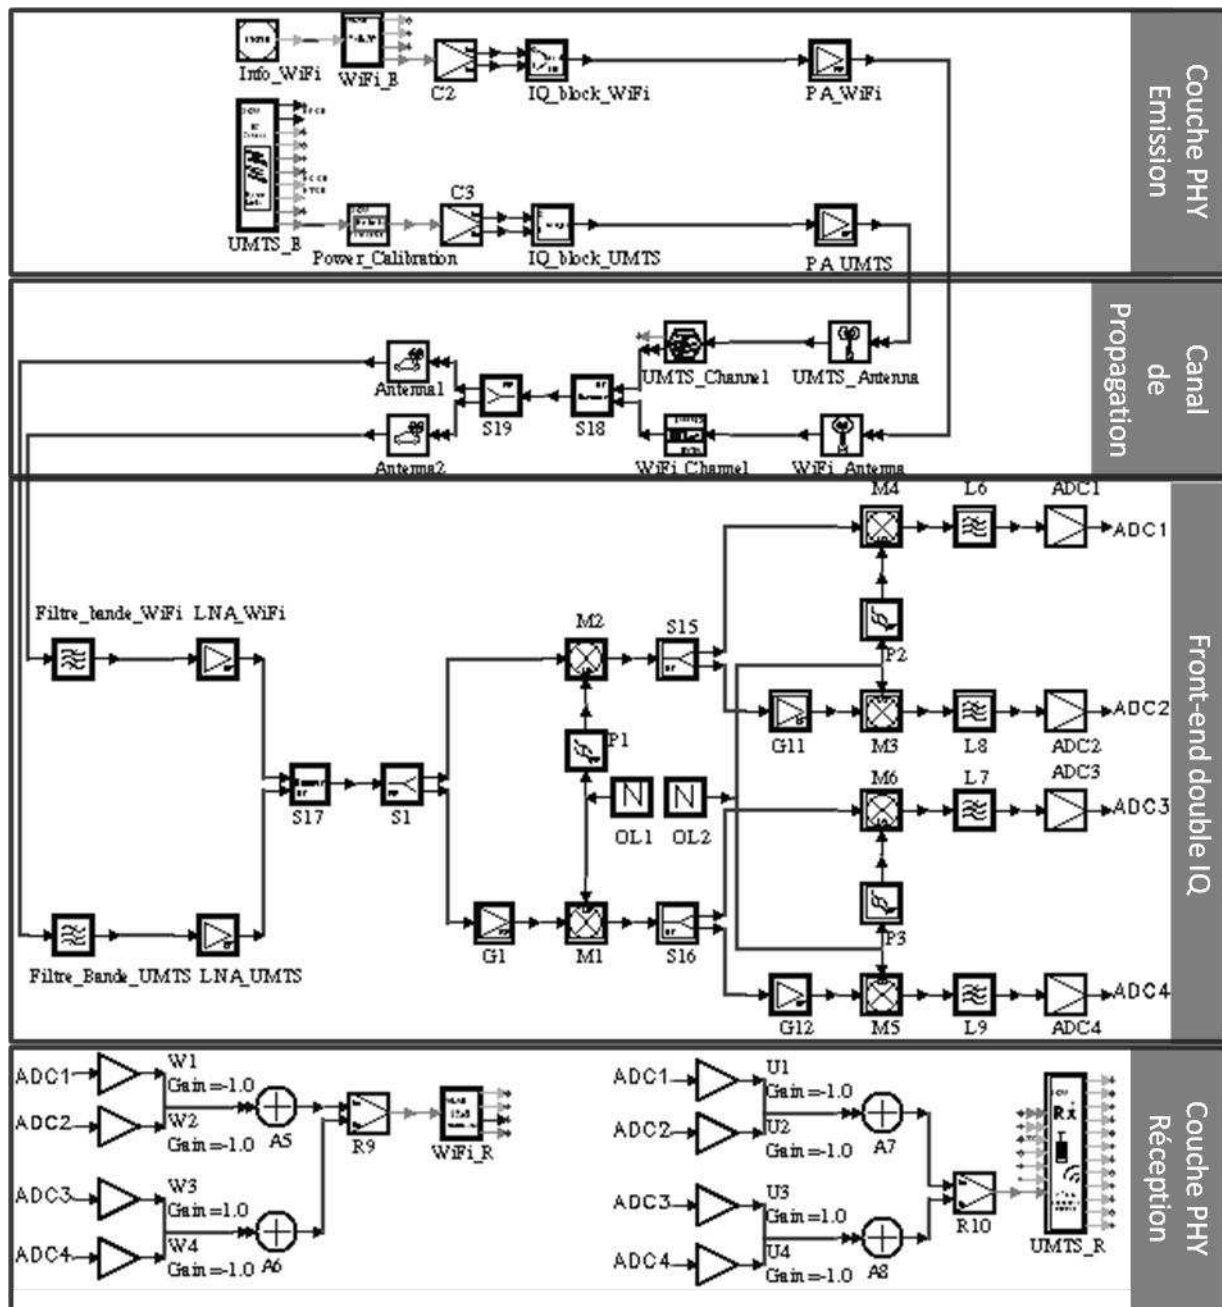 Couche PHY
Emission
Info_WiFi
WiFi_E
C2
IQ_block_WiFi
PA_WiFi
UMTS_E
Power_Calibration
C3
IQ_block_UMTS
PA_UMTS
Canal
de
Propagation
Antenna1
Antenna2
S19
S18
UMTS_Channel
UMTS_Antenna
WiFi_Channel
WiFi_Antenna
Front-end double IQ
M4
L6
ADC1
ADC1
Filtre_bande_WiFi
LNA_WiFi
M2
S15
P2
P1
G11
M3
L8
ADC2
ADC2
S17
S1
OL1
OL2
M6
L7
ADC3
ADC3
P3
Filtre_Bande_UMTS
LNA_UMTS
G1
M1
S16
G12
M5
L9
ADC4
ADC4
Couche PHY
Réception
ADC1
W1
Gain=-1.0
ADC2
W2
Gain=-1.0
A5
R9
WiFi_R
ADC3
W3
Gain=1.0
ADC4
W4
Gain=-1.0
A6
ADC1
U1
Gain=-1.0
ADC2
U2
Gain=-1.0
A7
ADC3
U3
Gain=1.0
ADC4
U4
Gain=-1.0
A8
R10
Rx
UMTS_R